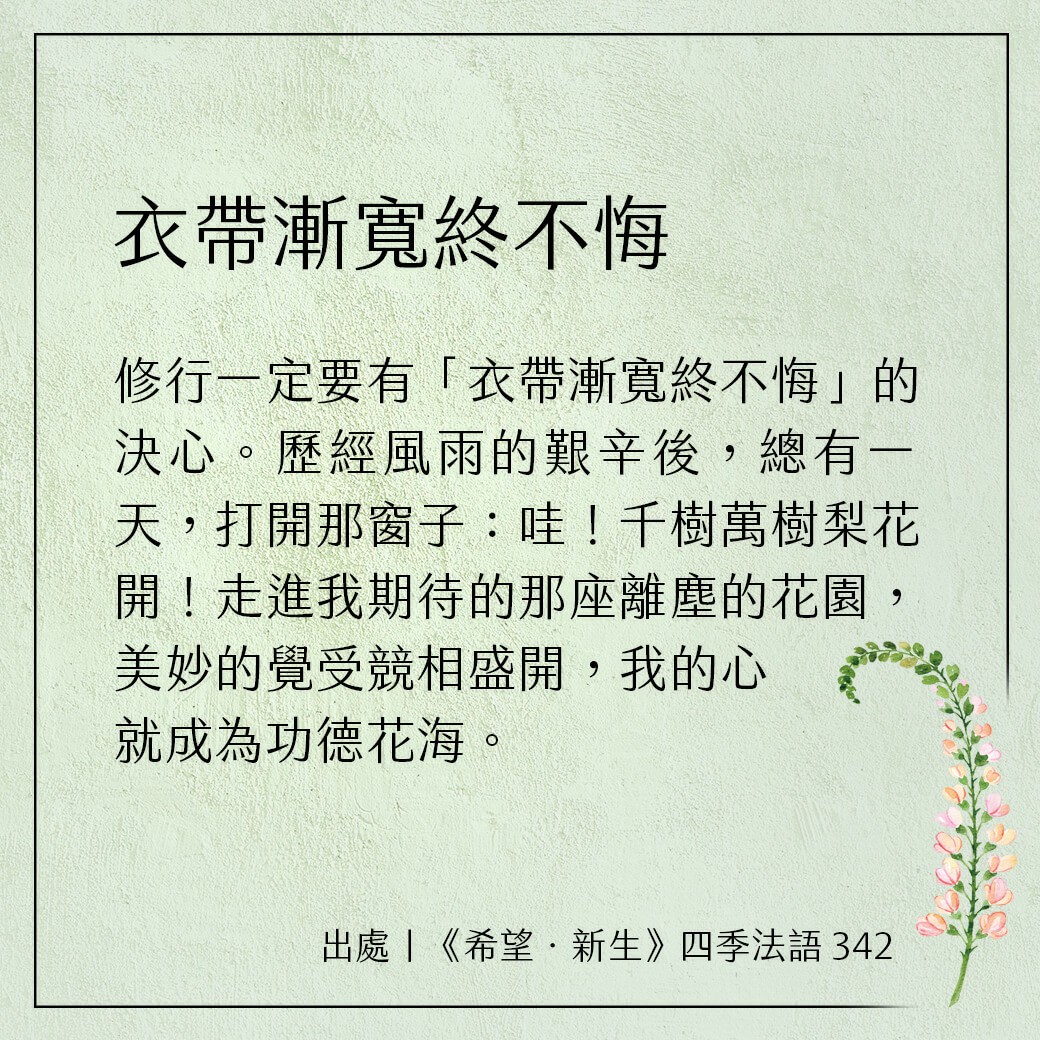 衣帶漸寬終不悔
修行一定要有「衣帶漸寬終不悔」的
決心。歷經風雨的艱辛後，總有一
天，打開那窗子：哇！千樹萬樹梨花
開！走進我期待的那座離塵的花園，
美妙的覺受競相盛開，我的心
就成為功德花海。
出處｜《希望．新生》四季法語 342